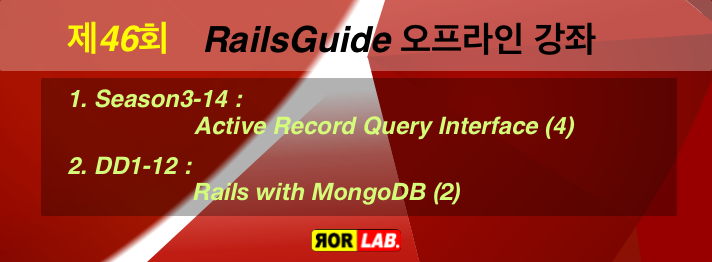 제46회 RailsGuide 오프라인 강좌
1. Season3-14 :
Active Record Query Interface (4)
2. DD1-12 :
Rails with MongoDB (2)
ЯOR LAB.